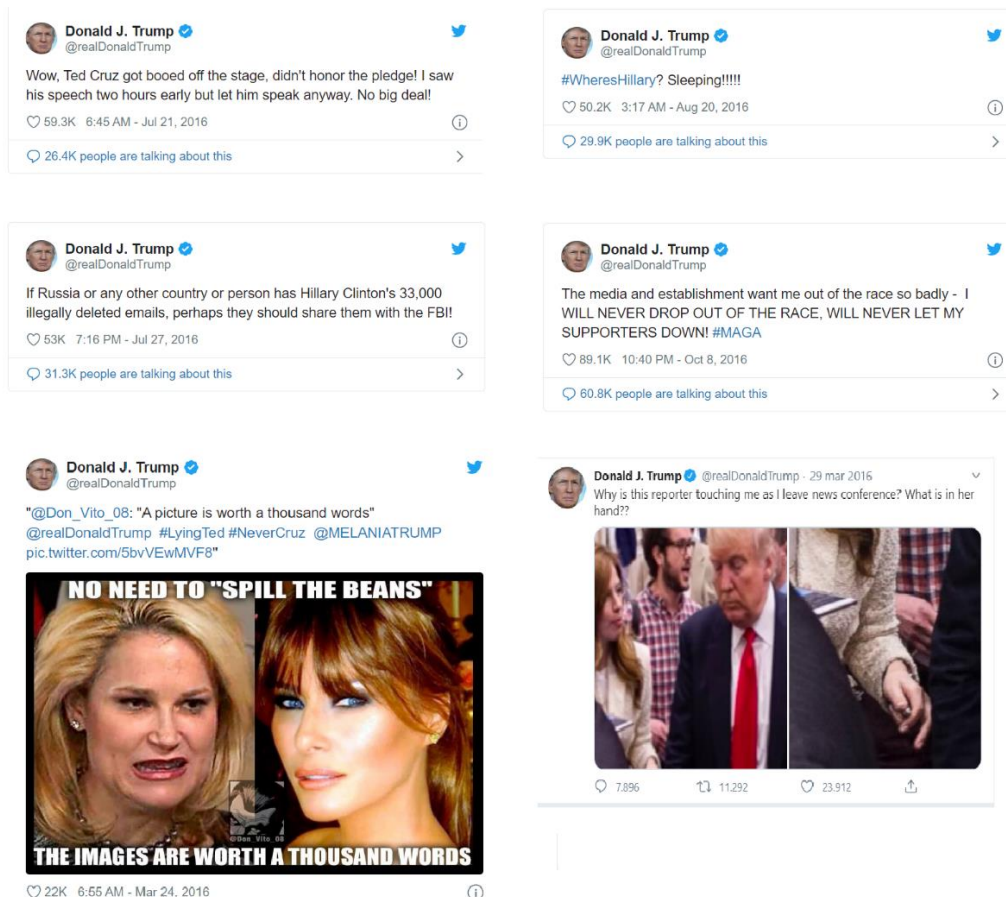 Donald J. Trump
@realDonaldTrump
Wow, Ted Cruz got booed off the stage, didn't honor the pledge! I saw
his speech two hours early but let him speak anyway. No big deal!
59.3K 6:45 AM - Jul 21, 2016
26.4K people are talking about this
Donald J. Trump
@realDonaldTrump
#WheresHillary? Sleeping!!!!!
50.2K 3:17 AM - Aug 20, 2016
29.9K people are talking about this
Donald J. Trump
@realDonaldTrump
If Russia or any other country or person has Hillary Clinton's 33,000
illegally deleted emails, perhaps they should share them with the FBI!
53K 7:16 PM - Jul 27, 2016
31.3K people are talking about this
Donald J. Trump
@realDonaldTrump
The media and establishment want me out of the race so badly - I
WILL NEVER DROP OUT OF THE RACE, WILL NEVER LET MY
SUPPORTERS DOWN! #MAGA
89.1K 10:40 PM - Oct 8, 2016
60.8K people are talking about this
Donald J. Trump
@realDonaldTrump
"@Don_Vito_08: "A picture is worth a thousand words"
@realDonaldTrump #LyingTed #NeverCruz @MELANIATRUMP
pic.twitter.com/5bvVEwMVF8"
NO NEED TO "SPILL THE BEANS"
@Don_Vito_08
THE IMAGES ARE WORTH A THOUSAND WORDS
22K 6:55 AM - Mar 24, 2016
Donald J. Trump @realDonaldTrump · 29 mar 2016
Why is this reporter touching me as I leave news conference? What is in her
hand??
7.896 11.292 23.912